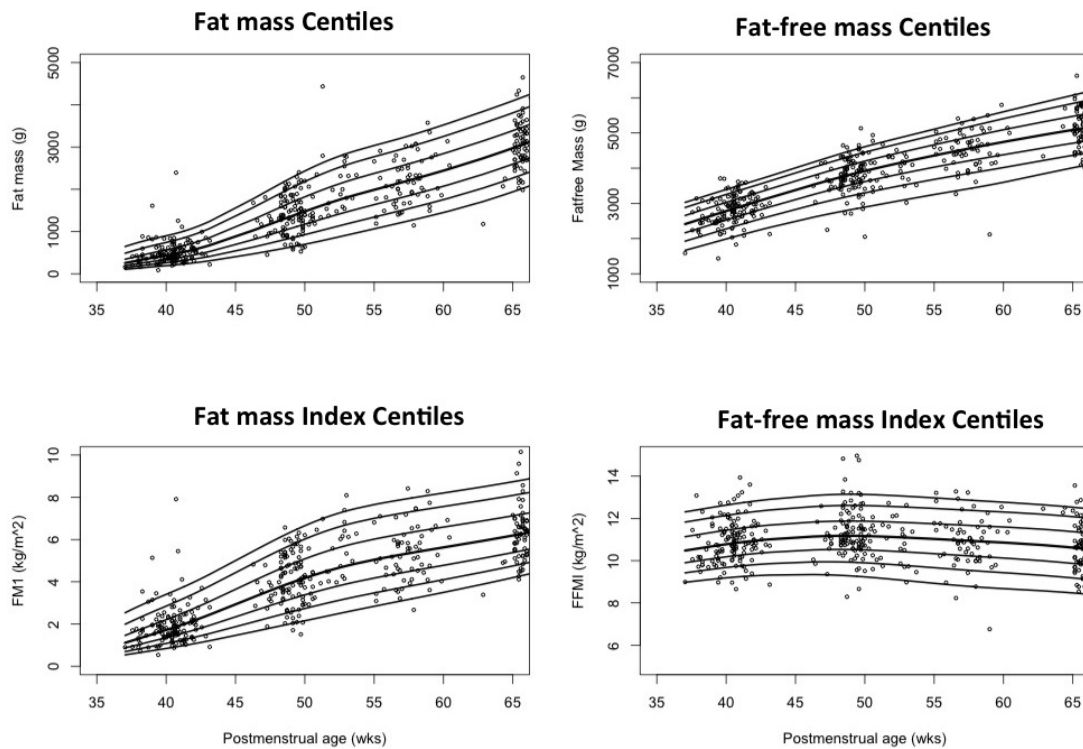 Fat mass Centiles
Fat mass (g)
5000
3000
1000
0
35 40 45 50 55 60 65
Fat-free mass Centiles
Fatfree Mass (g)
7000
5000
3000
1000
35 40 45 50 55 60 65
Fat mass Index Centiles
FM1 (kg/m^2)
10
8
6
4
2
0
35 40 45 50 55 60 65
Postmenstrual age (wks)
Fat-free mass Index Centiles
FFMI (kg/m^2)
14
12
10
8
6
35 40 45 50 55 60 65
Postmenstrual age (wks)